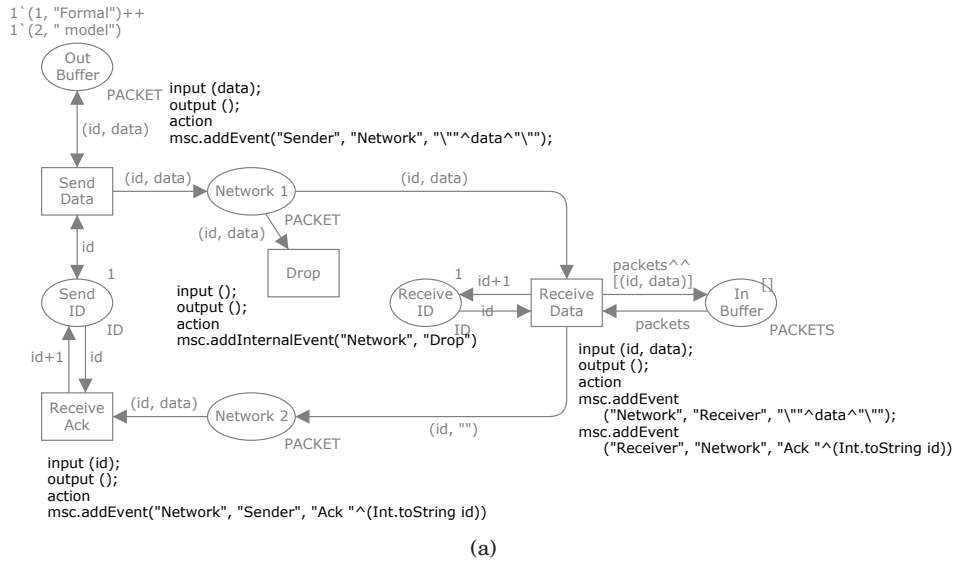 1`(1, "Formal")++
1`(2, " model")
Out
Buffer
PACKET
input (data);
output ();
action
msc.addEvent("Sender", "Network", "\""^data^"\"");
(id, data)
Send
Data
(id, data)
Network 1
(id, data)
PACKET
(id, data)
Drop
id
1
Send
ID
ID
input ();
output ();
action
msc.addInternalEvent("Network", "Drop")
1
Receive
ID
ID
id+1
id
Receive
Data
packets^^
[(id, data)]
packets
[]
In
Buffer
PACKETS
id+1
id
input (id, data);
output ();
action
msc.addEvent
("Network", "Receiver", "\""^data^"\"");
msc.addEvent
("Receiver", "Network", "Ack "^(Int.toString id))
Receive
Ack
(id, data)
Network 2
PACKET
(id, "")
input (id);
output ();
action
msc.addEvent("Network", "Sender", "Ack "^(Int.toString id))
(a)